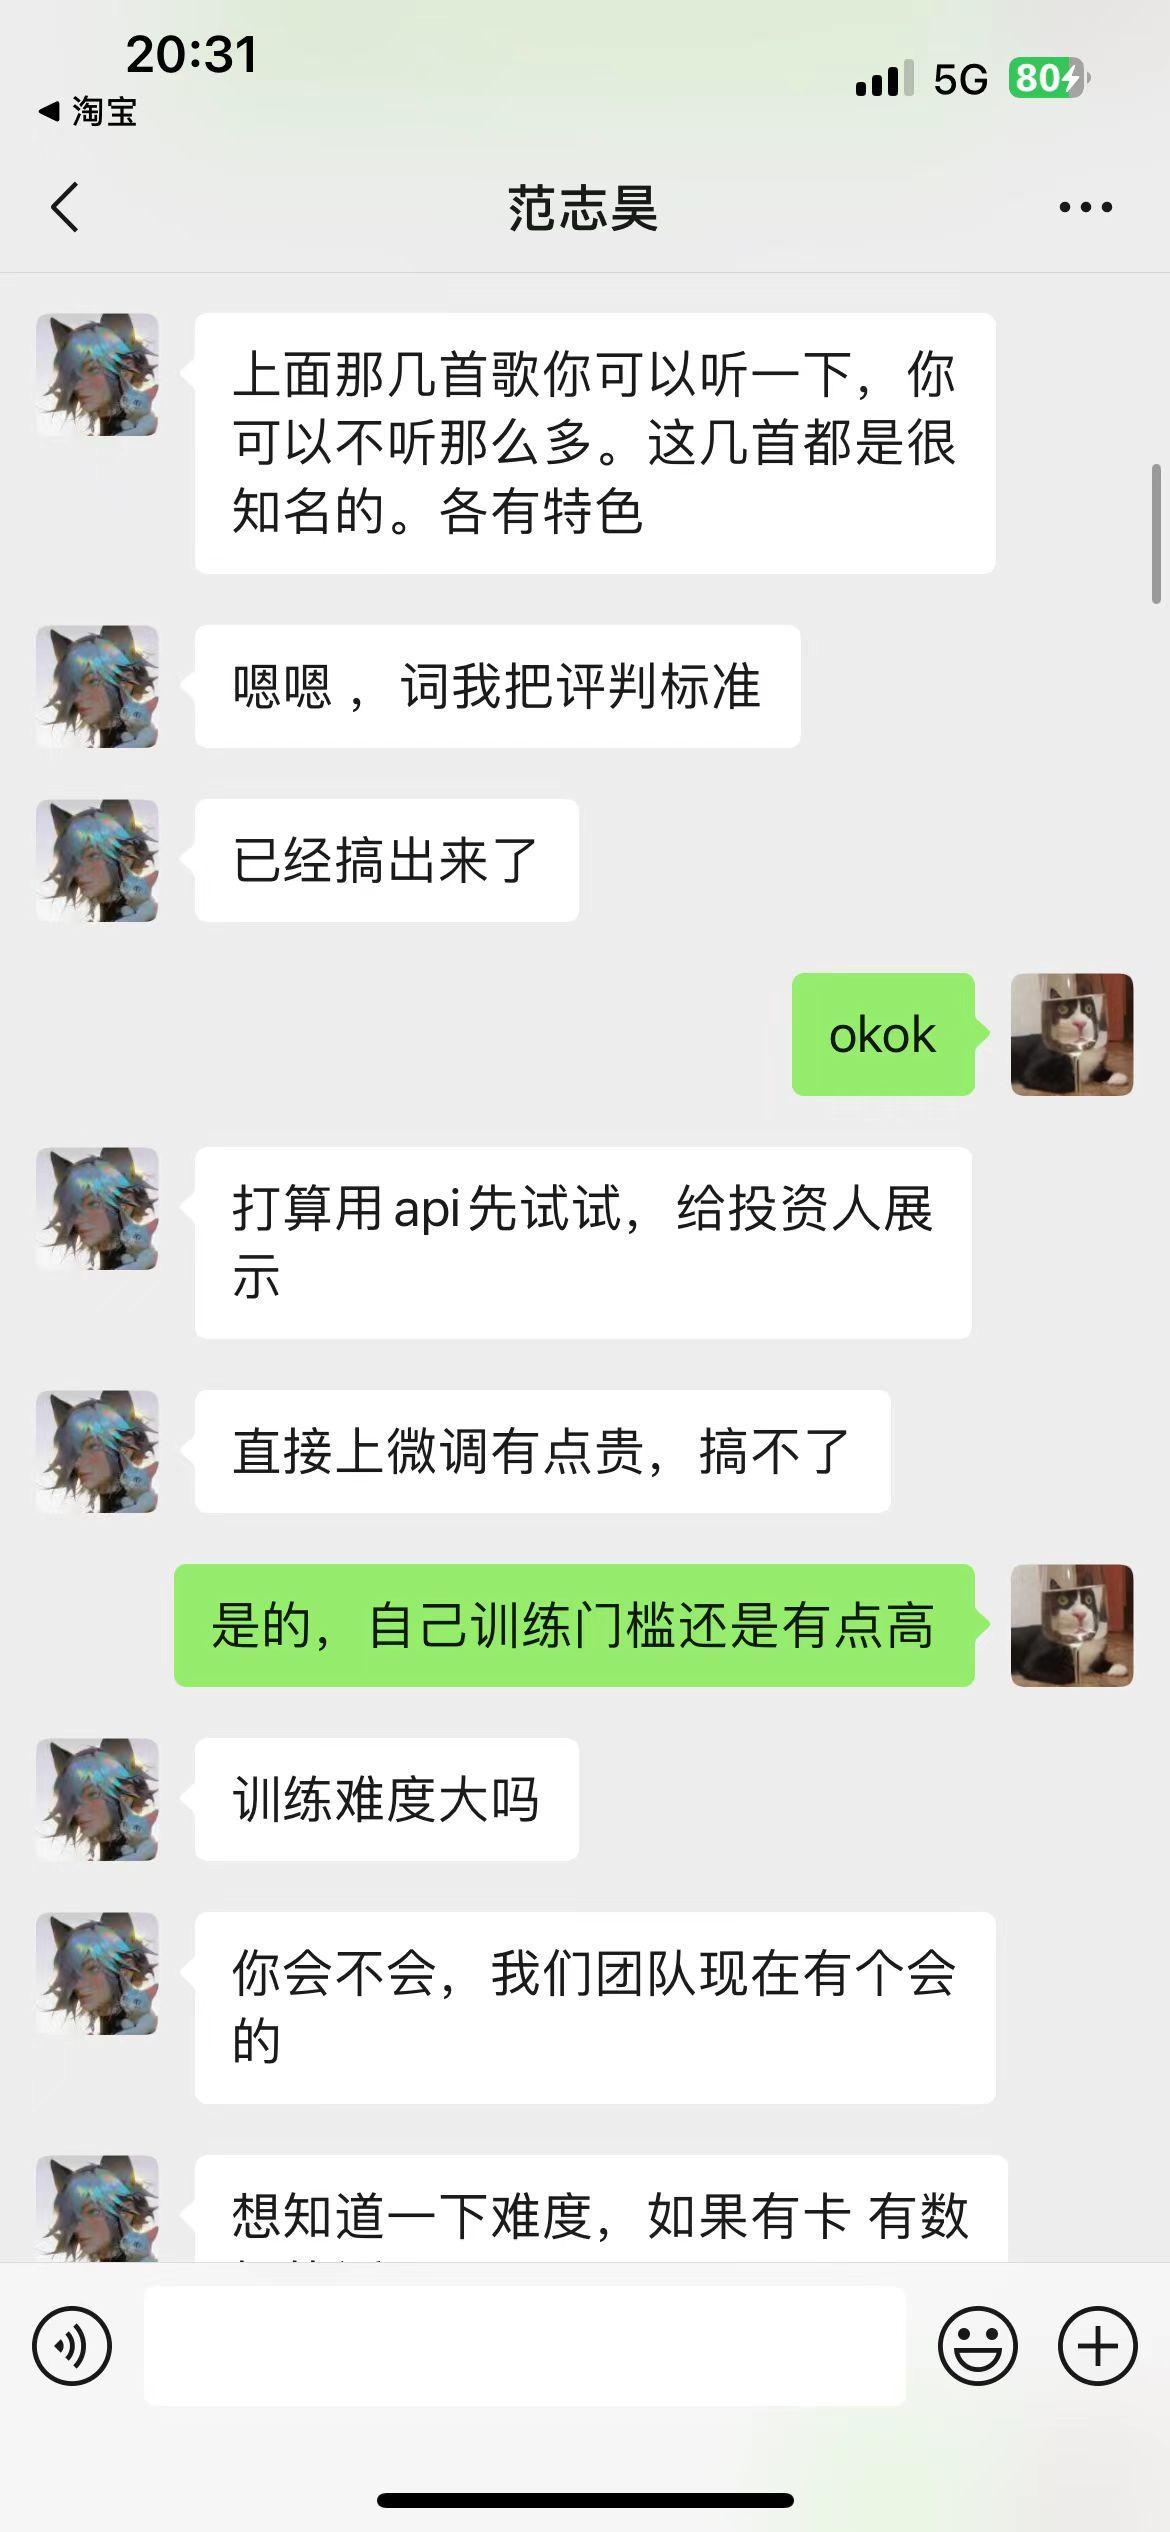 20:31
5G
80
淘宝
范志昊
上面那几首歌你可以听一下，你
可以不听那么多。这几首都是很
知名的。各有特色
嗯嗯 ，词我把评判标准
已经搞出来了
okok
打算用api先试试，给投资人展
示
直接上微调有点贵，搞不了
是的，自己训练门槛还是有点高
训练难度大吗
你会不会，我们团队现在有个会
的
想知道一下难度，如果有卡 有数